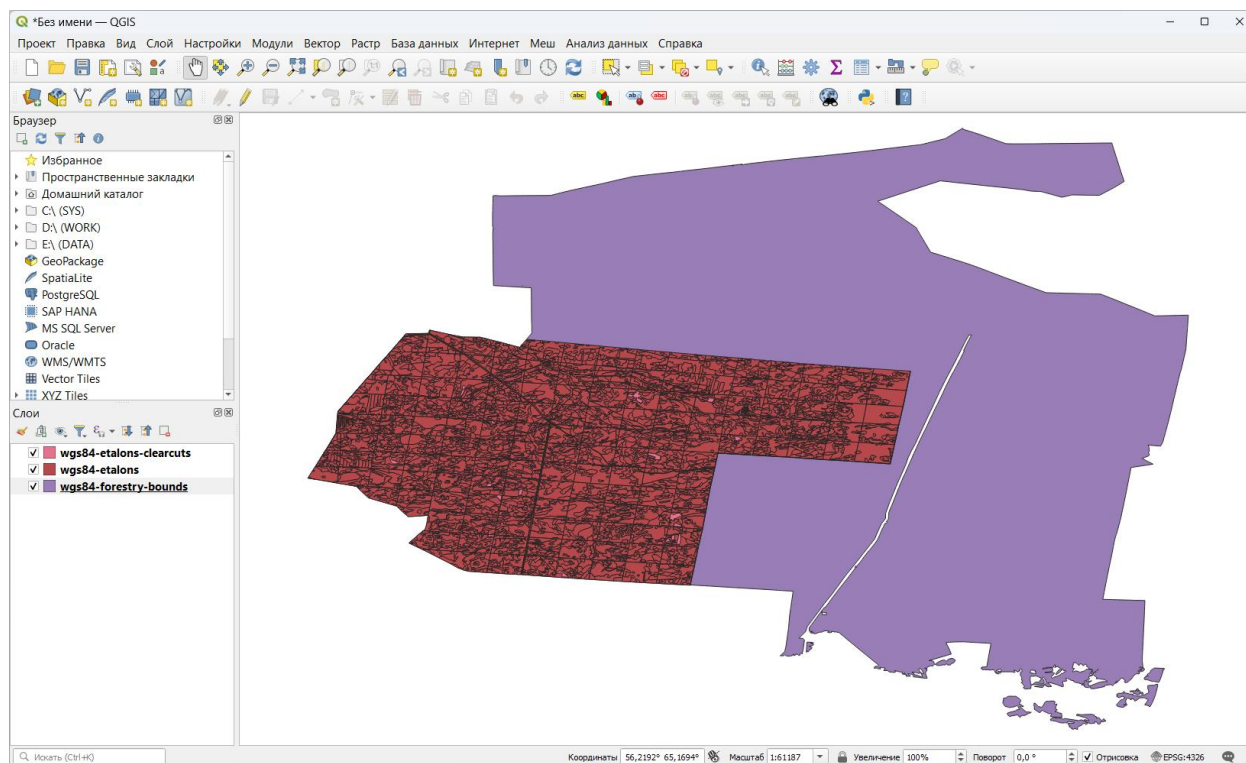 *Без имени — QGIS
Проект Правка Вид Слой Настройки Модули Вектор Растр База данных Интернет Меш Анализ данных Справка
Браузер
Избранное
Пространственные закладки
Домашний каталог
C:\ (SYS)
D:\ (WORK)
E:\ (DATA)
GeoPackage
SpatiaLite
PostgreSQL
SAP HANA
MS SQL Server
Oracle
WMS/WMTS
Vector Tiles
XYZ Tiles
Слои
wgs84-etalons-clearcuts
wgs84-etalons
wgs84-forestry-bounds
Искать (Ctrl+K) Координаты 56,2192° 65,1694° Масштаб 1:61187 Увеличение 100% Поворот 0,0 ° Отрисовка EPSG:4326